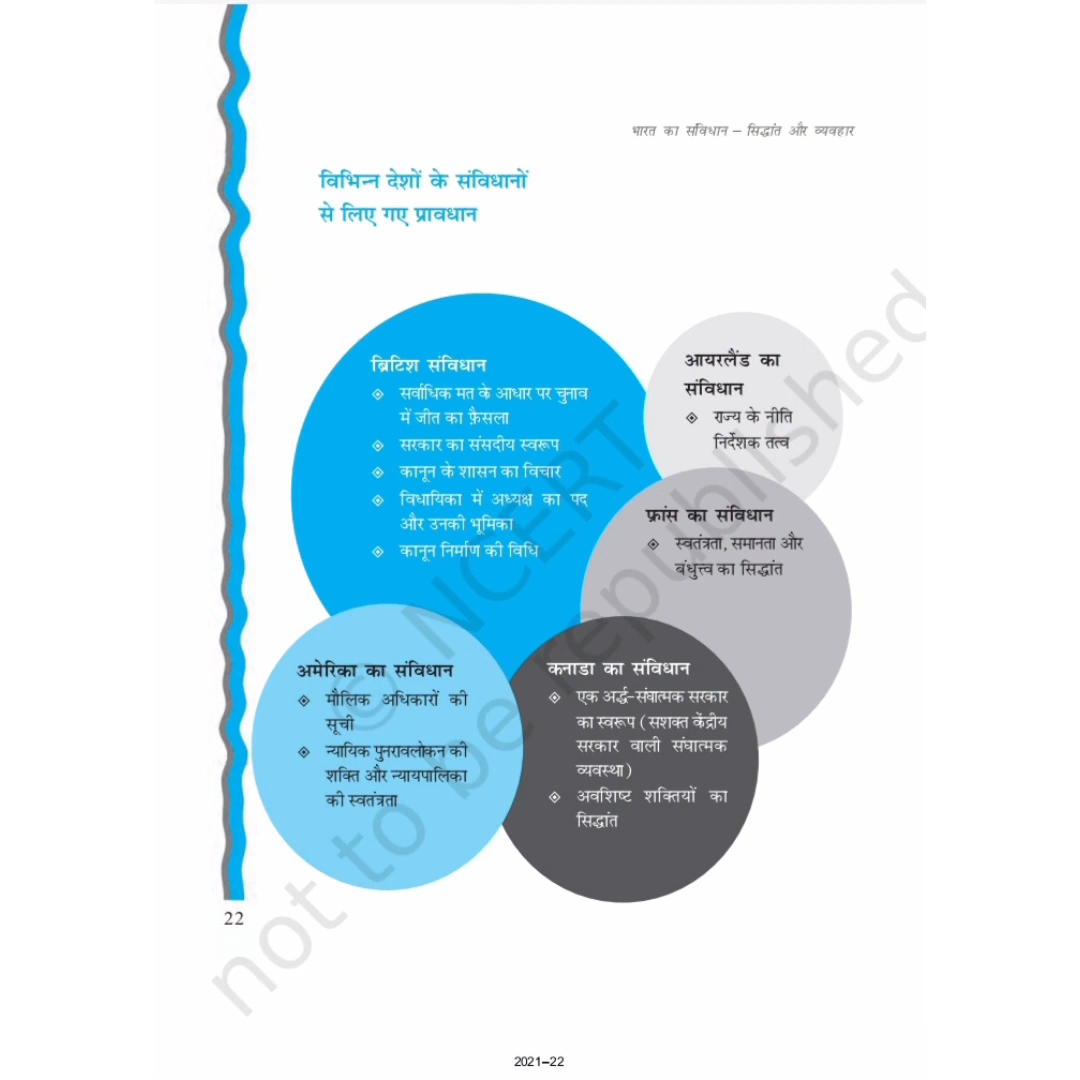 भारत का संविधान – सिद्धांत और व्यवहार
विभिन्न देशों के संविधानों
से लिए गए प्रावधान
ब्रिटिश संविधान
सर्वाधिक मत के आधार पर चुनाव
में जीत का फ़ैसला
सरकार का संसदीय स्वरूप
कानून के शासन का विचार
विधायिका में अध्यक्ष का पद
और उनकी भूमिका
कानून निर्माण की विधि
आयरलैंड का
संविधान
राज्य के नीति
निर्देशक तत्व
फ्रांस का संविधान
स्वतंत्रता, समानता और
बंधुत्त्व का सिद्धांत
अमेरिका का संविधान
मौलिक अधिकारों की
सूची
न्यायिक पुनरावलोकन की
शक्ति और न्यायपालिका
की स्वतंत्रता
कनाडा का संविधान
एक अर्द्ध-संघात्मक सरकार
का स्वरूप (सशक्त केंद्रीय
सरकार वाली संघात्मक
व्यवस्था)
अवशिष्ट शक्तियों का
सिद्धांत
© NCERT
not to be republished
22
2021–22